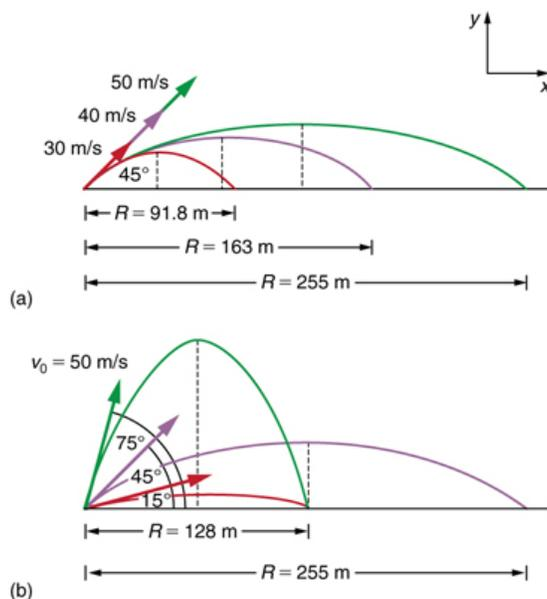 y
x
50 m/s
40 m/s
30 m/s
45°
R = 91.8 m
R = 163 m
R = 255 m
(a)
v₀ = 50 m/s
75°
45°
15°
R = 128 m
R = 255 m
(b)